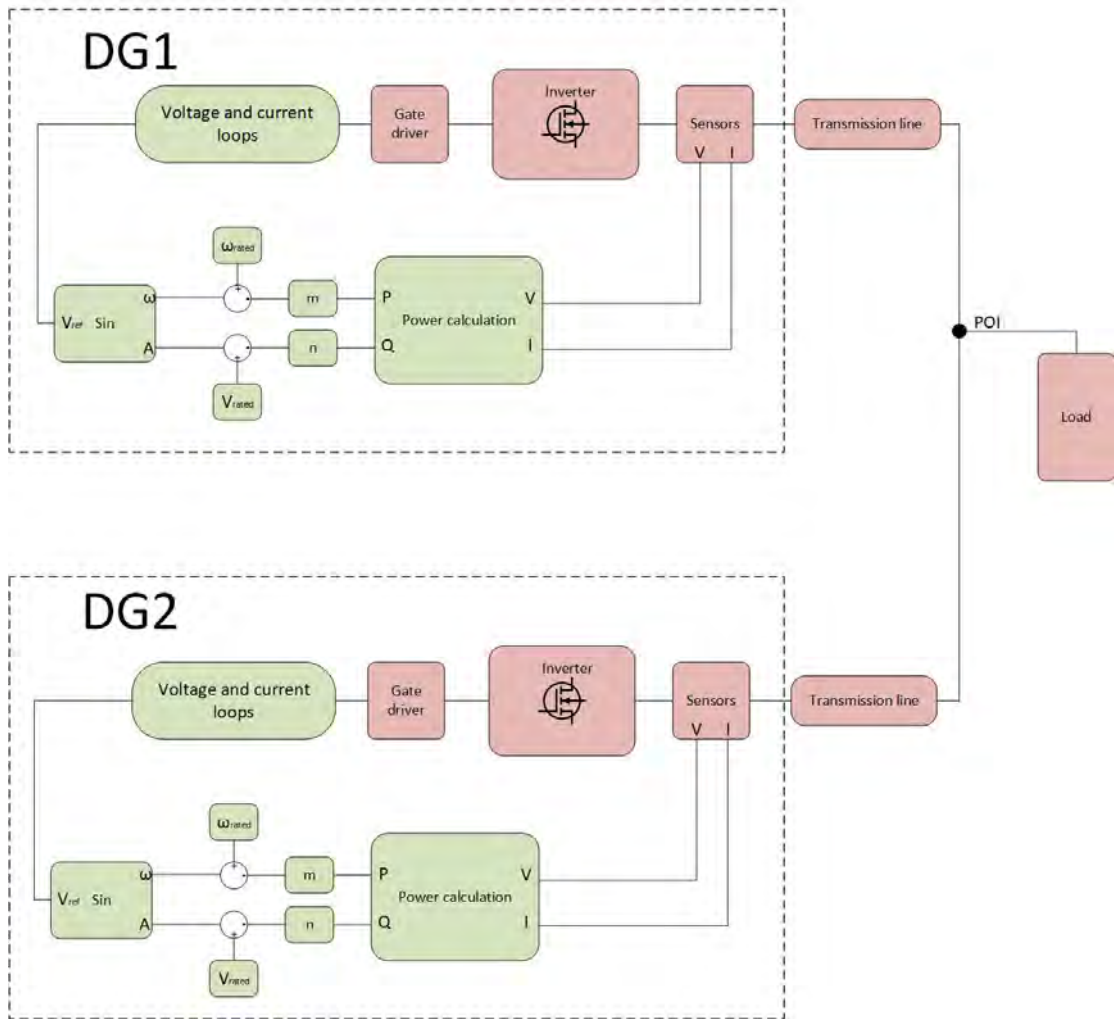 DG1
Voltage and current
loops
Gate
driver
Inverter
Sensors
V I
Transmission line
ωrated
ω
m
P
V
Vref Sin
Power calculation
A
n
Q
I
Vrated
POI
Load
DG2
Voltage and current
loops
Gate
driver
Inverter
Sensors
V I
Transmission line
ωrated
ω
m
P
V
Vref Sin
Power calculation
A
n
Q
I
Vrated